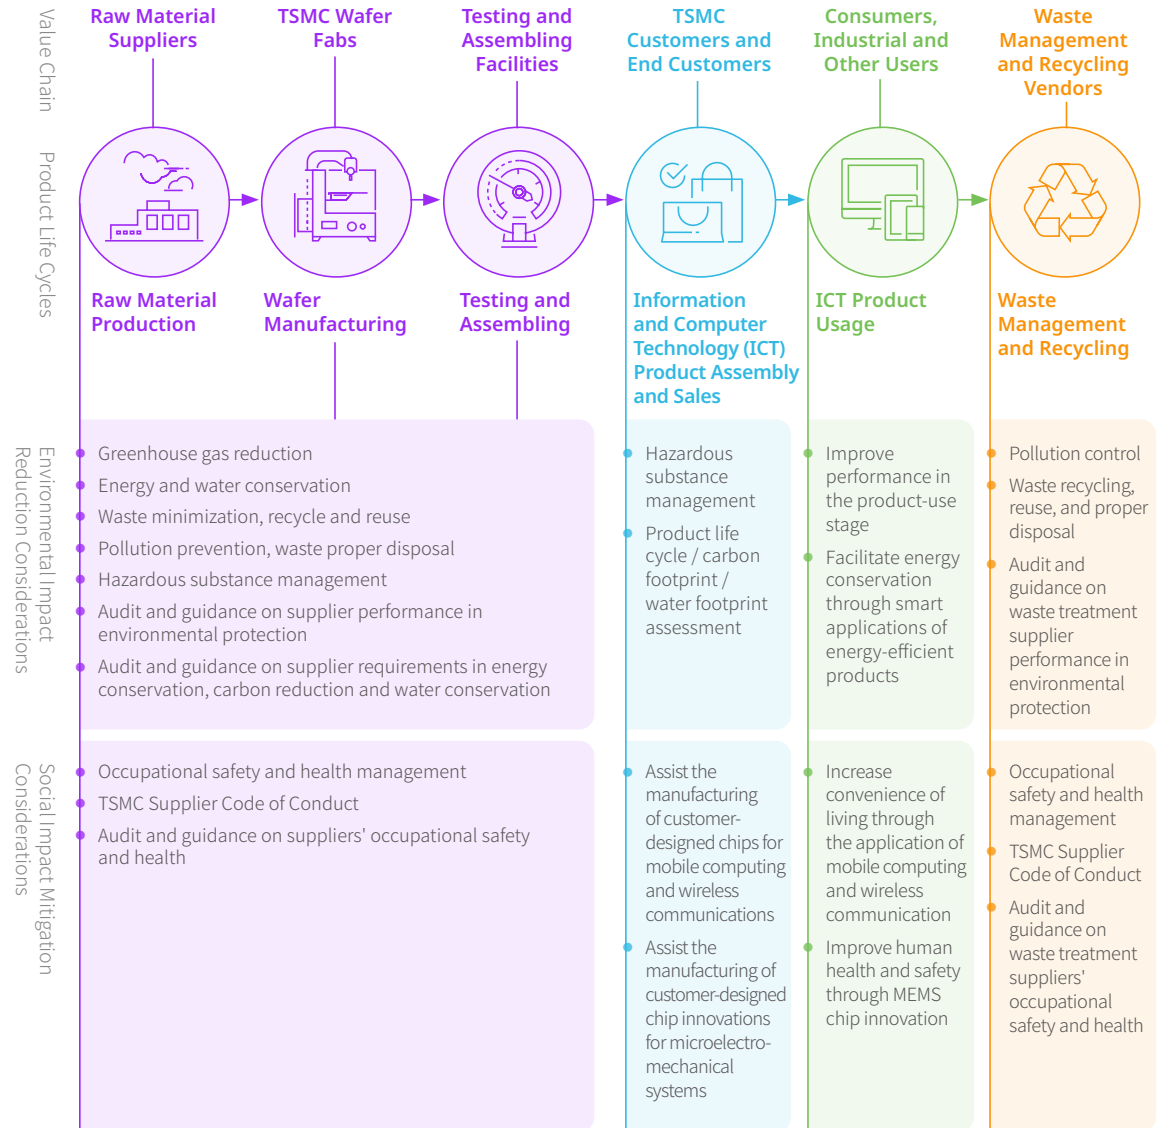 Value Chain
Raw Material
Suppliers
TSMC Wafer
Fabs
Testing and
Assembling
Facilities
TSMC
Customers and
End Customers
Consumers,
Industrial and
Other Users
Waste
Management
and Recycling
Vendors
Product Life Cycles
Raw Material
Production
Wafer
Manufacturing
Testing and
Assembling
Information
and Computer
Technology (ICT)
Product Assembly
and Sales
ICT Product
Usage
Waste
Management
and Recycling
Environmental Impact
Reduction Considerations
Greenhouse gas reduction
Energy and water conservation
Waste minimization, recycle and reuse
Pollution prevention, waste proper disposal
Hazardous substance management
Audit and guidance on supplier performance in
environmental protection
Audit and guidance on supplier requirements in energy
conservation, carbon reduction and water conservation
Hazardous
substance
management
Product life
cycle / carbon
footprint /
water footprint
assessment
Improve
performance in
the product-use
stage
Facilitate energy
conservation
through smart
applications of
energy-efficient
products
Pollution control
Waste recycling,
reuse, and proper
disposal
Audit and
guidance on
waste treatment
supplier
performance in
environmental
protection
Social Impact Mitigation
Considerations
Occupational safety and health management
TSMC Supplier Code of Conduct
Audit and guidance on suppliers' occupational safety
and health
Assist the
manufacturing
of customer-
designed chips for
mobile computing
and wireless
communications
Assist the
manufacturing of
customer-designed
chip innovations
for microelectro-
mechanical
systems
Increase
convenience of
living through
the application of
mobile computing
and wireless
communication
Improve human
health and safety
through MEMS
chip innovation
Occupational
safety and health
management
TSMC Supplier
Code of Conduct
Audit and
guidance on
waste treatment
suppliers'
occupational
safety and health